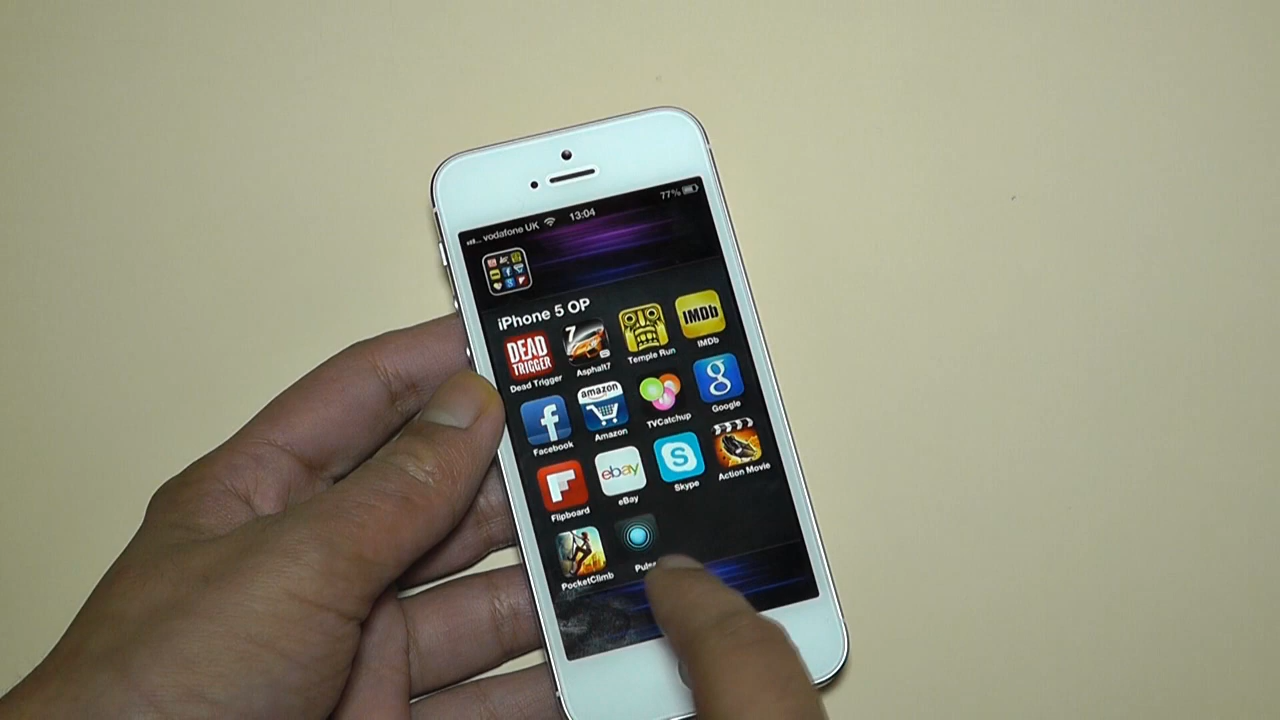 vodafone UK 13:04 77%
iPhone 5 OP
DEAD TRIGGER
7
IMDb
Dead Trigger Asphalt7 Temple Run IMDb
f amazon g
Facebook Amazon TVCatchup Google
ebay S
Flipboard eBay Skype Action Movie
PocketClimb